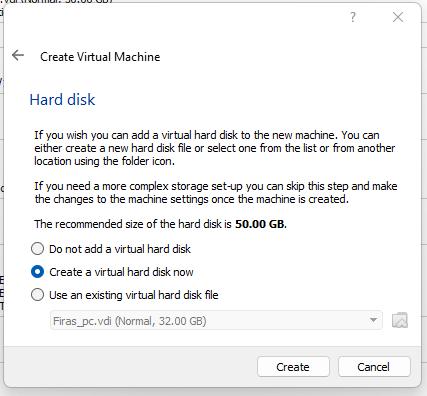 ? ×
← Create Virtual Machine
Hard disk
If you wish you can add a virtual hard disk to the new machine. You can
either create a new hard disk file or select one from the list or from another
location using the folder icon.
If you need a more complex storage set-up you can skip this step and make
the changes to the machine settings once the machine is created.
The recommended size of the hard disk is 50.00 GB.
Do not add a virtual hard disk
Create a virtual hard disk now
Use an existing virtual hard disk file
Firas_pc.vdi (Normal, 32.00 GB)
Create Cancel